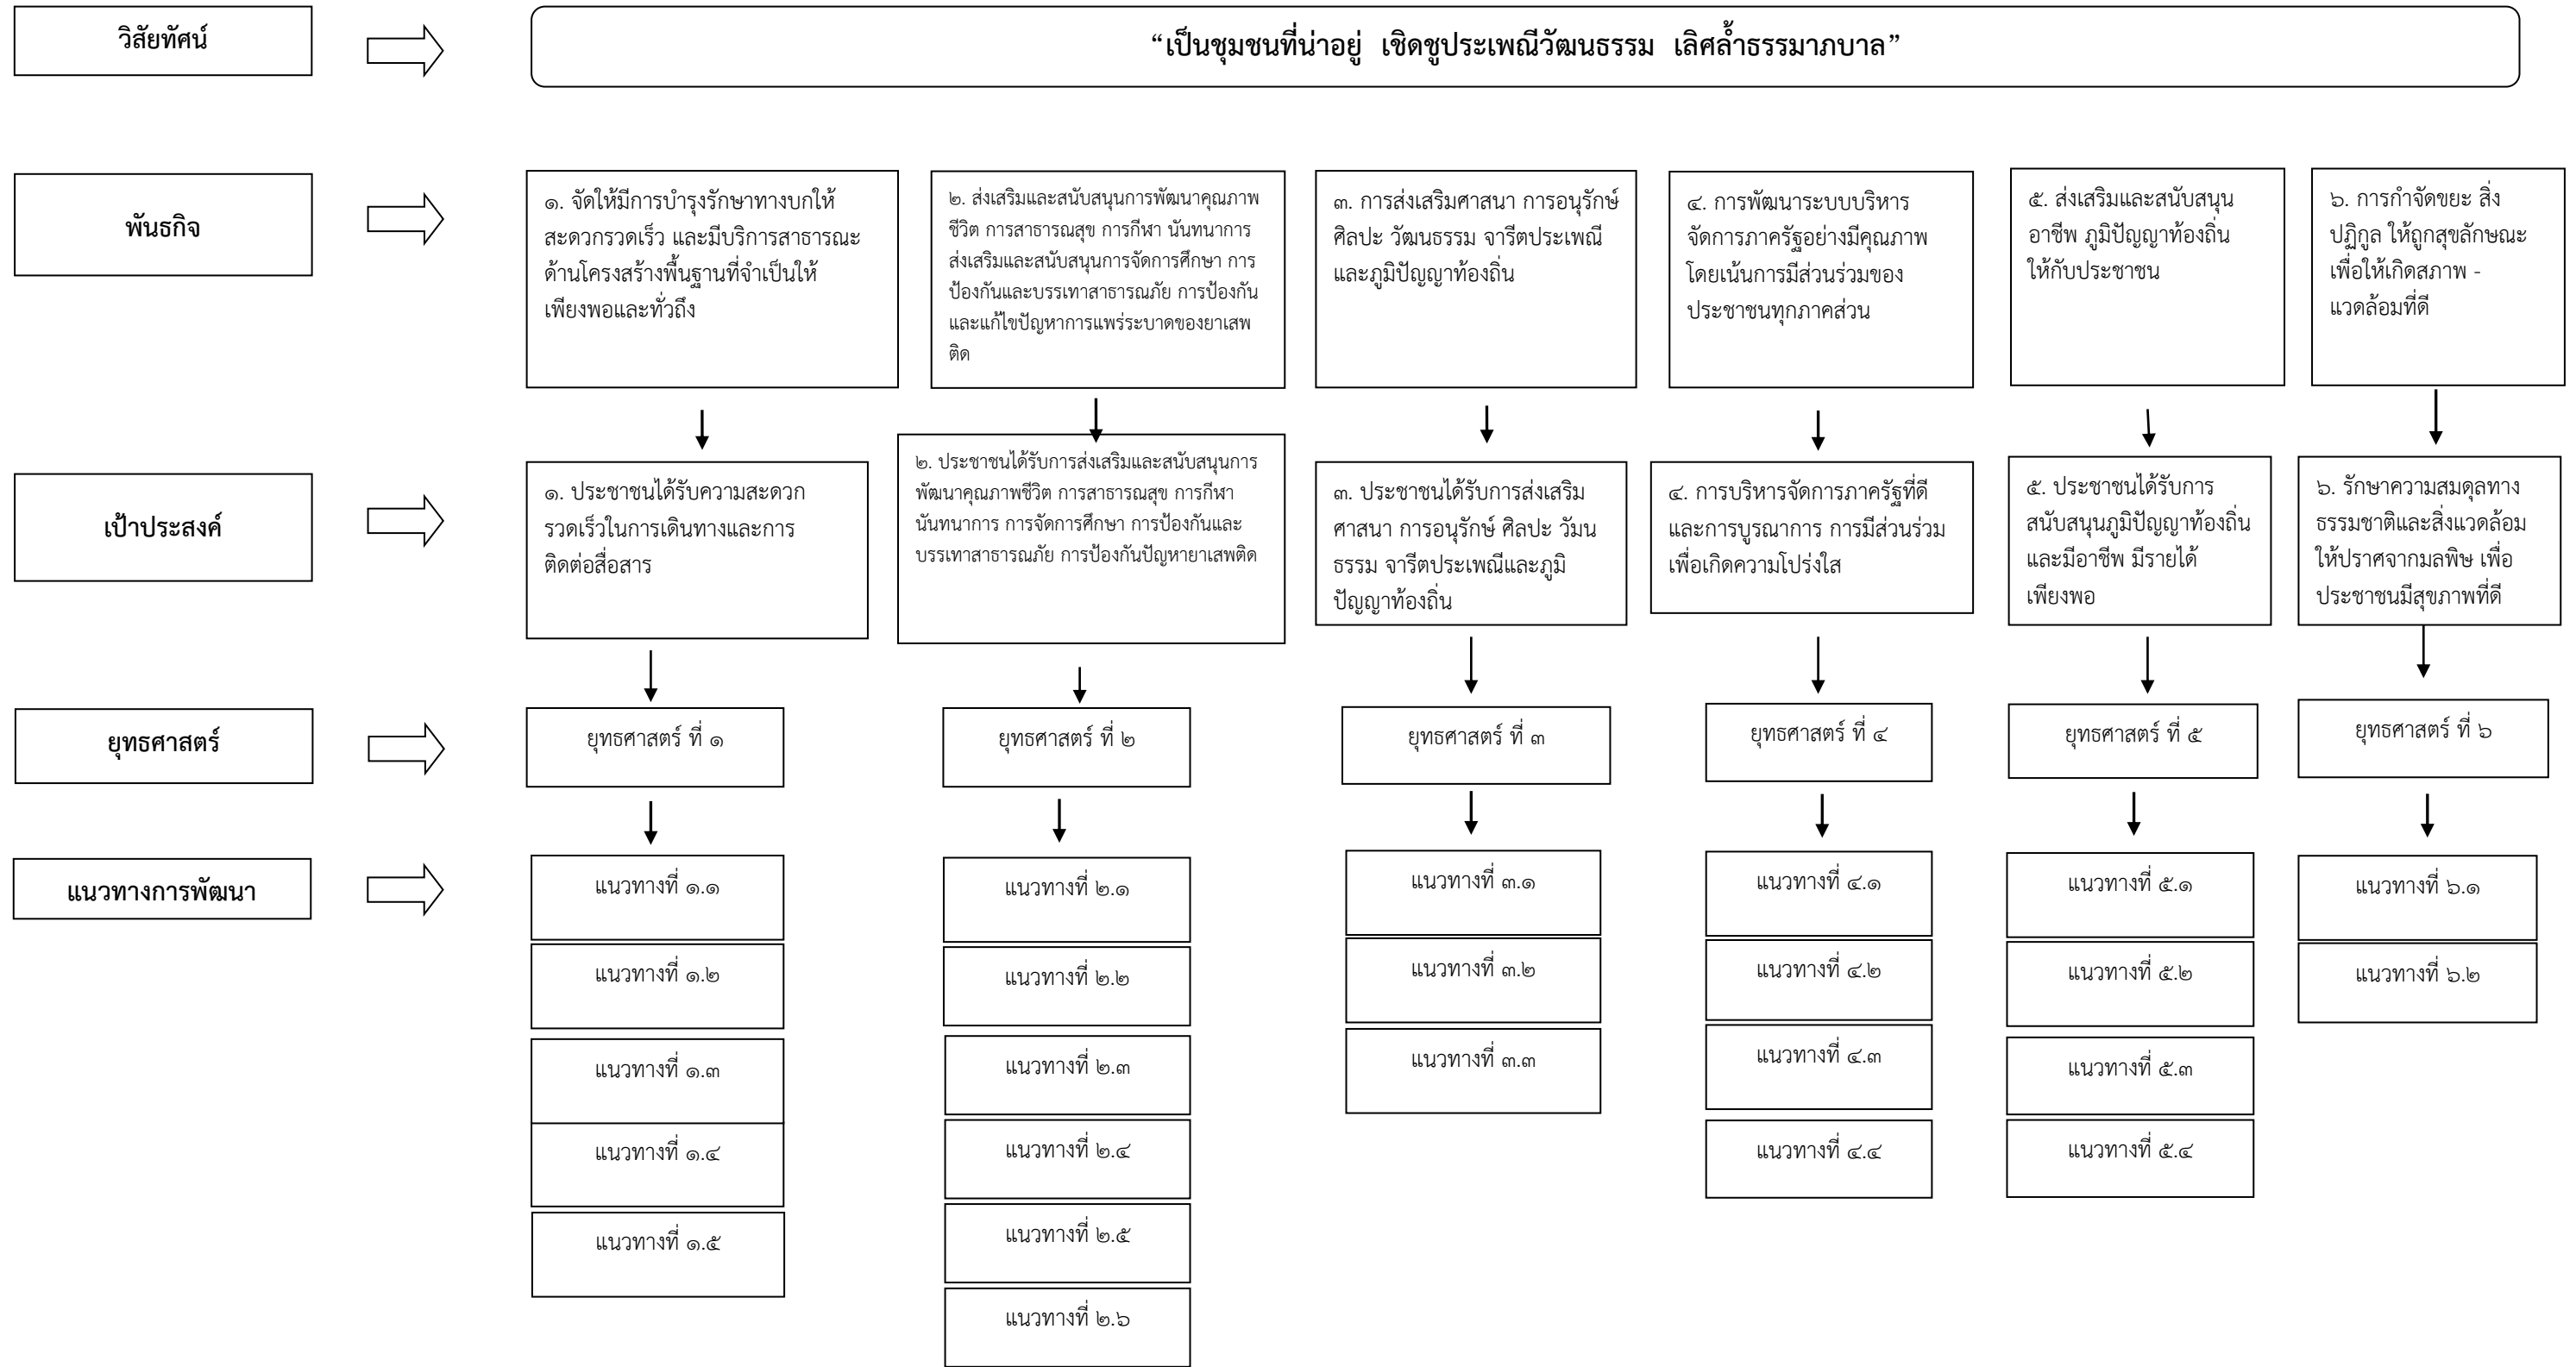 วิสัยทัศน์
“เป็นชุมชนที่น่าอยู่ เชิดชูประเพณีวัฒนธรรม เลิศล้ำธรรมาภบาล”
พันธกิจ
๑. จัดให้มีการบำรุงรักษาทางบกให้
สะดวกรวดเร็ว และมีบริการสาธารณะ
ด้านโครงสร้างพื้นฐานที่จำเป็นให้
เพียงพอและทั่วถึง
๒. ส่งเสริมและสนับสนุนการพัฒนาคุณภาพ
ชีวิต การสาธารณสุข การกีฬา นันทนาการ
ส่งเสริมและสนับสนุนการจัดการศึกษา การ
ป้องกันและบรรเทาสาธารณภัย การป้องกัน
และแก้ไขปัญหาการแพร่ระบาดของยาเสพ
ติด
๓. การส่งเสริมศาสนา การอนุรักษ์
ศิลปะ วัฒนธรรม จารีตประเพณี
และภูมิปัญญาท้องถิ่น
๔. การพัฒนาระบบบริหาร
จัดการภาครัฐอย่างมีคุณภาพ
โดยเน้นการมีส่วนร่วมของ
ประชาชนทุกภาคส่วน
๕. ส่งเสริมและสนับสนุน
อาชีพ ภูมิปัญญาท้องถิ่น
ให้กับประชาชน
๖. การกำจัดขยะ สิ่ง
ปฏิกูล ให้ถูกสุขลักษณะ
เพื่อให้เกิดสภาพ -
แวดล้อมที่ดี
เป้าประสงค์
๑. ประชาชนได้รับความสะดวก
รวดเร็วในการเดินทางและการ
ติดต่อสื่อสาร
๒. ประชาชนได้รับการส่งเสริมและสนับสนุนการ
พัฒนาคุณภาพชีวิต การสาธารณสุข การกีฬา
นันทนาการ การจัดการศึกษา การป้องกันและ
บรรเทาสาธารณภัย การป้องกันปัญหายาเสพติด
๓. ประชาชนได้รับการส่งเสริม
ศาสนา การอนุรักษ์ ศิลปะ วัมน
ธรรม จารีตประเพณีและภูมิ
ปัญญาท้องถิ่น
๔. การบริหารจัดการภาครัฐที่ดี
และการบูรณาการ การมีส่วนร่วม
เพื่อเกิดความโปร่งใส
๕. ประชาชนได้รับการ
สนับสนุนภูมิปัญญาท้องถิ่น
และมีอาชีพ มีรายได้
เพียงพอ
๖. รักษาความสมดุลทาง
ธรรมชาติและสิ่งแวดล้อม
ให้ปราศจากมลพิษ เพื่อ
ประชาชนมีสุขภาพที่ดี
ยุทธศาสตร์
ยุทธศาสตร์ ที่ ๑
ยุทธศาสตร์ ที่ ๒
ยุทธศาสตร์ ที่ ๓
ยุทธศาสตร์ ที่ ๔
ยุทธศาสตร์ ที่ ๕
ยุทธศาสตร์ ที่ ๖
แนวทางการพัฒนา
แนวทางที่ ๑.๑
แนวทางที่ ๑.๒
แนวทางที่ ๑.๓
แนวทางที่ ๑.๔
แนวทางที่ ๑.๕
แนวทางที่ ๒.๑
แนวทางที่ ๒.๒
แนวทางที่ ๒.๓
แนวทางที่ ๒.๔
แนวทางที่ ๒.๕
แนวทางที่ ๒.๖
แนวทางที่ ๓.๑
แนวทางที่ ๓.๒
แนวทางที่ ๓.๓
แนวทางที่ ๔.๑
แนวทางที่ ๔.๒
แนวทางที่ ๔.๓
แนวทางที่ ๔.๔
แนวทางที่ ๕.๑
แนวทางที่ ๕.๒
แนวทางที่ ๕.๓
แนวทางที่ ๕.๔
แนวทางที่ ๖.๑
แนวทางที่ ๖.๒